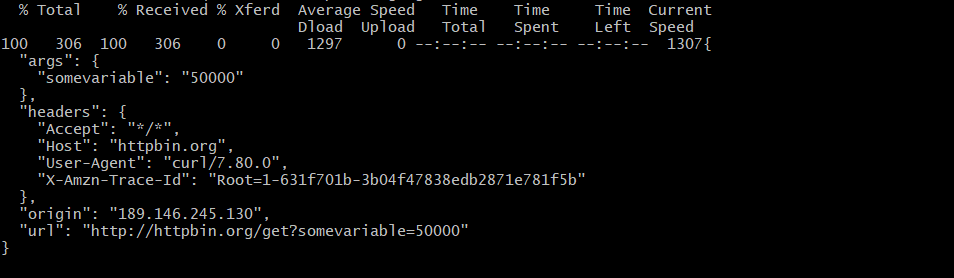 % Total    % Received % Xferd  Average Speed   Time    Time     Time  Current
                                 Dload  Upload   Total   Spent    Left  Speed
100   306  100   306    0     0   1297      0 --:--:-- --:--:-- --:--:--  1307{
  "args": {
    "somevariable": "50000"
  },
  "headers": {
    "Accept": "*/*",
    "Host": "httpbin.org",
    "User-Agent": "curl/7.80.0",
    "X-Amzn-Trace-Id": "Root=1-631f701b-3b04f47838edb2871e781f5b"
  },
  "origin": "189.146.245.130",
  "url": "http://httpbin.org/get?somevariable=50000"
}